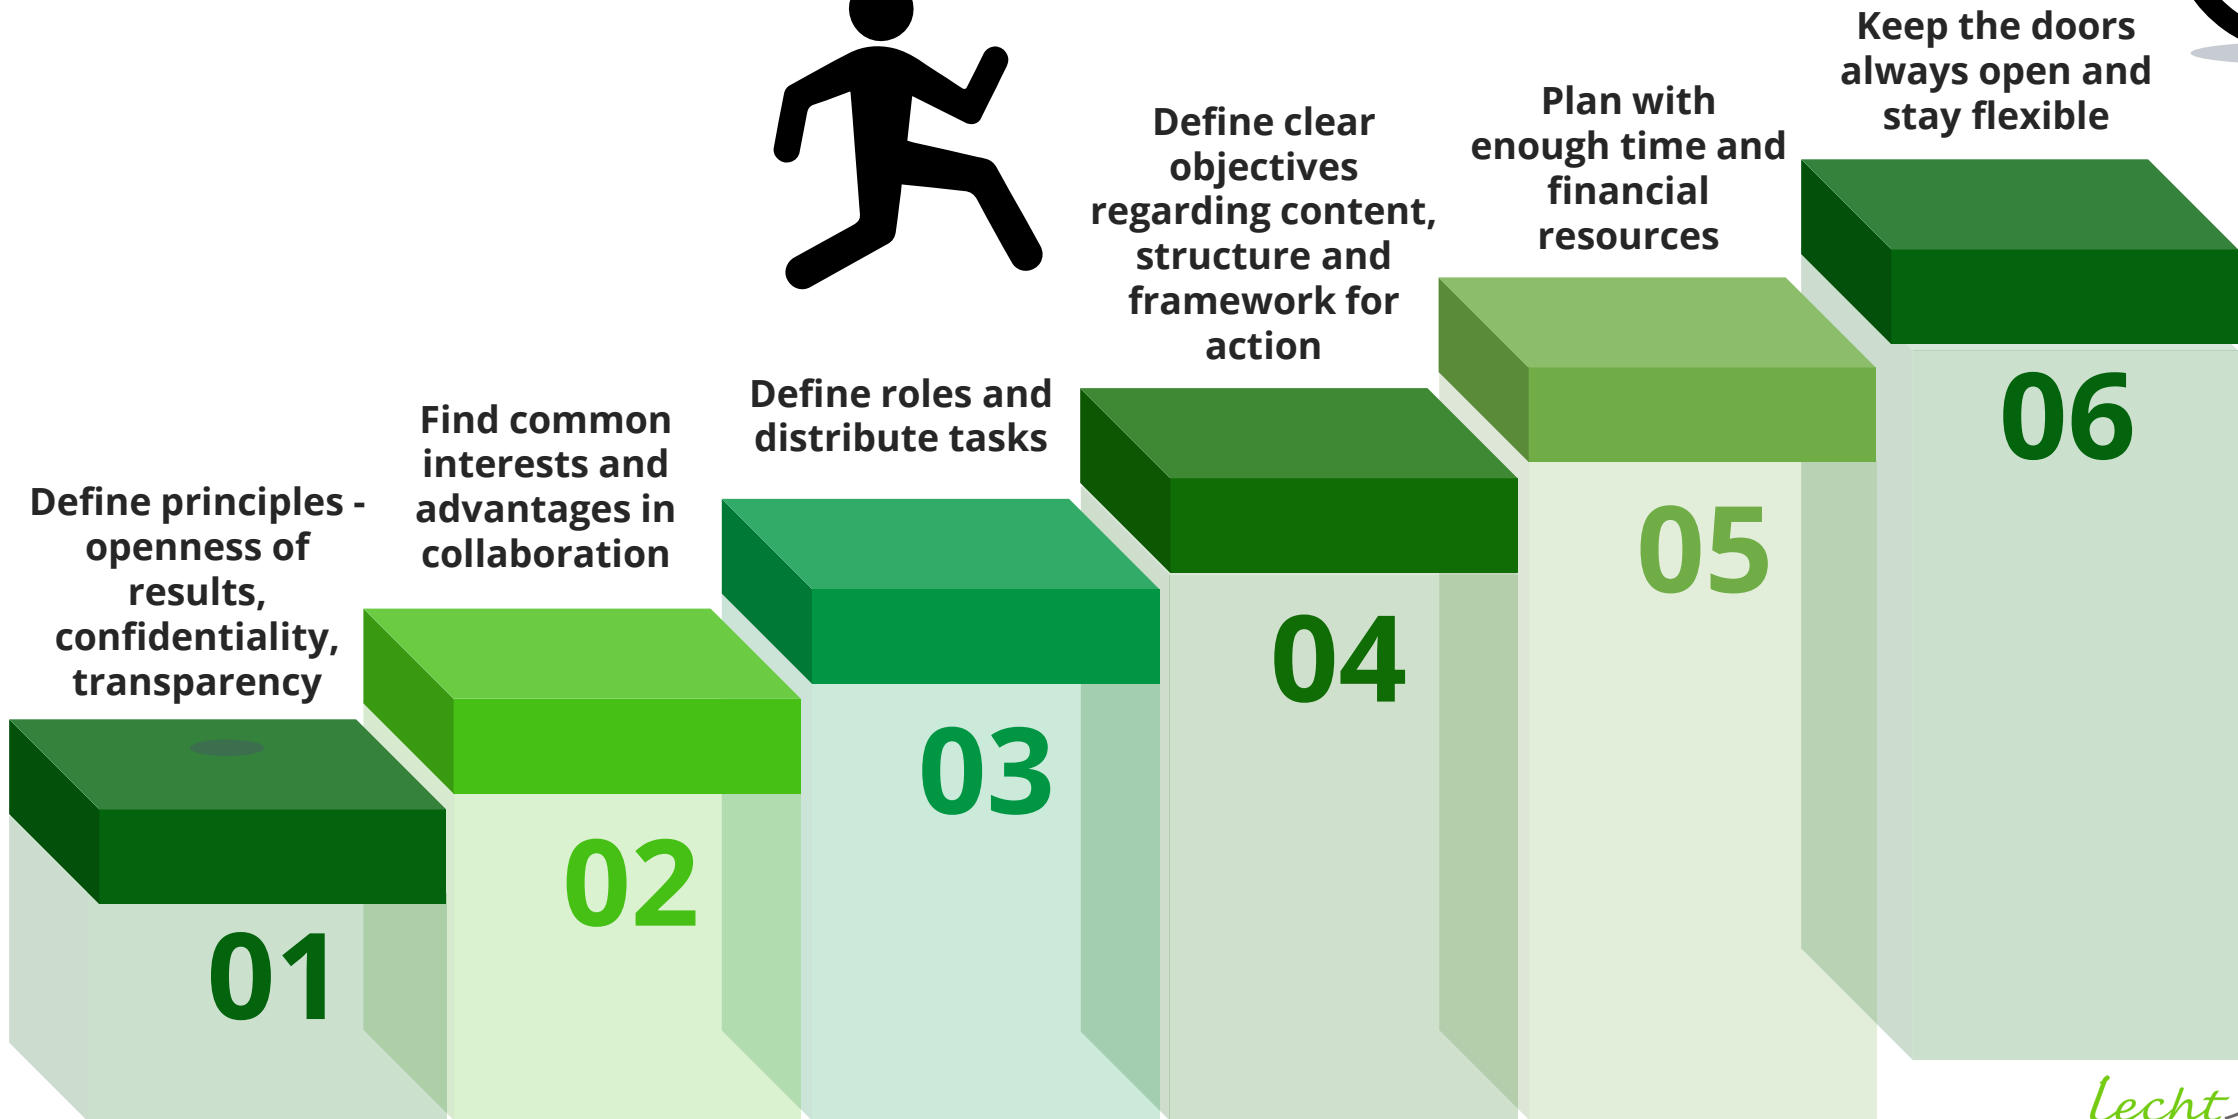 Define principles -
openness of
results,
confidentiality,
transparency
01
Find common
interests and
advantages in
collaboration
02
Define roles and
distribute tasks
03
Define clear
objectives
regarding content,
structure and
framework for
action
04
Plan with
enough time and
financial
resources
05
Keep the doors
always open and
stay flexible
06